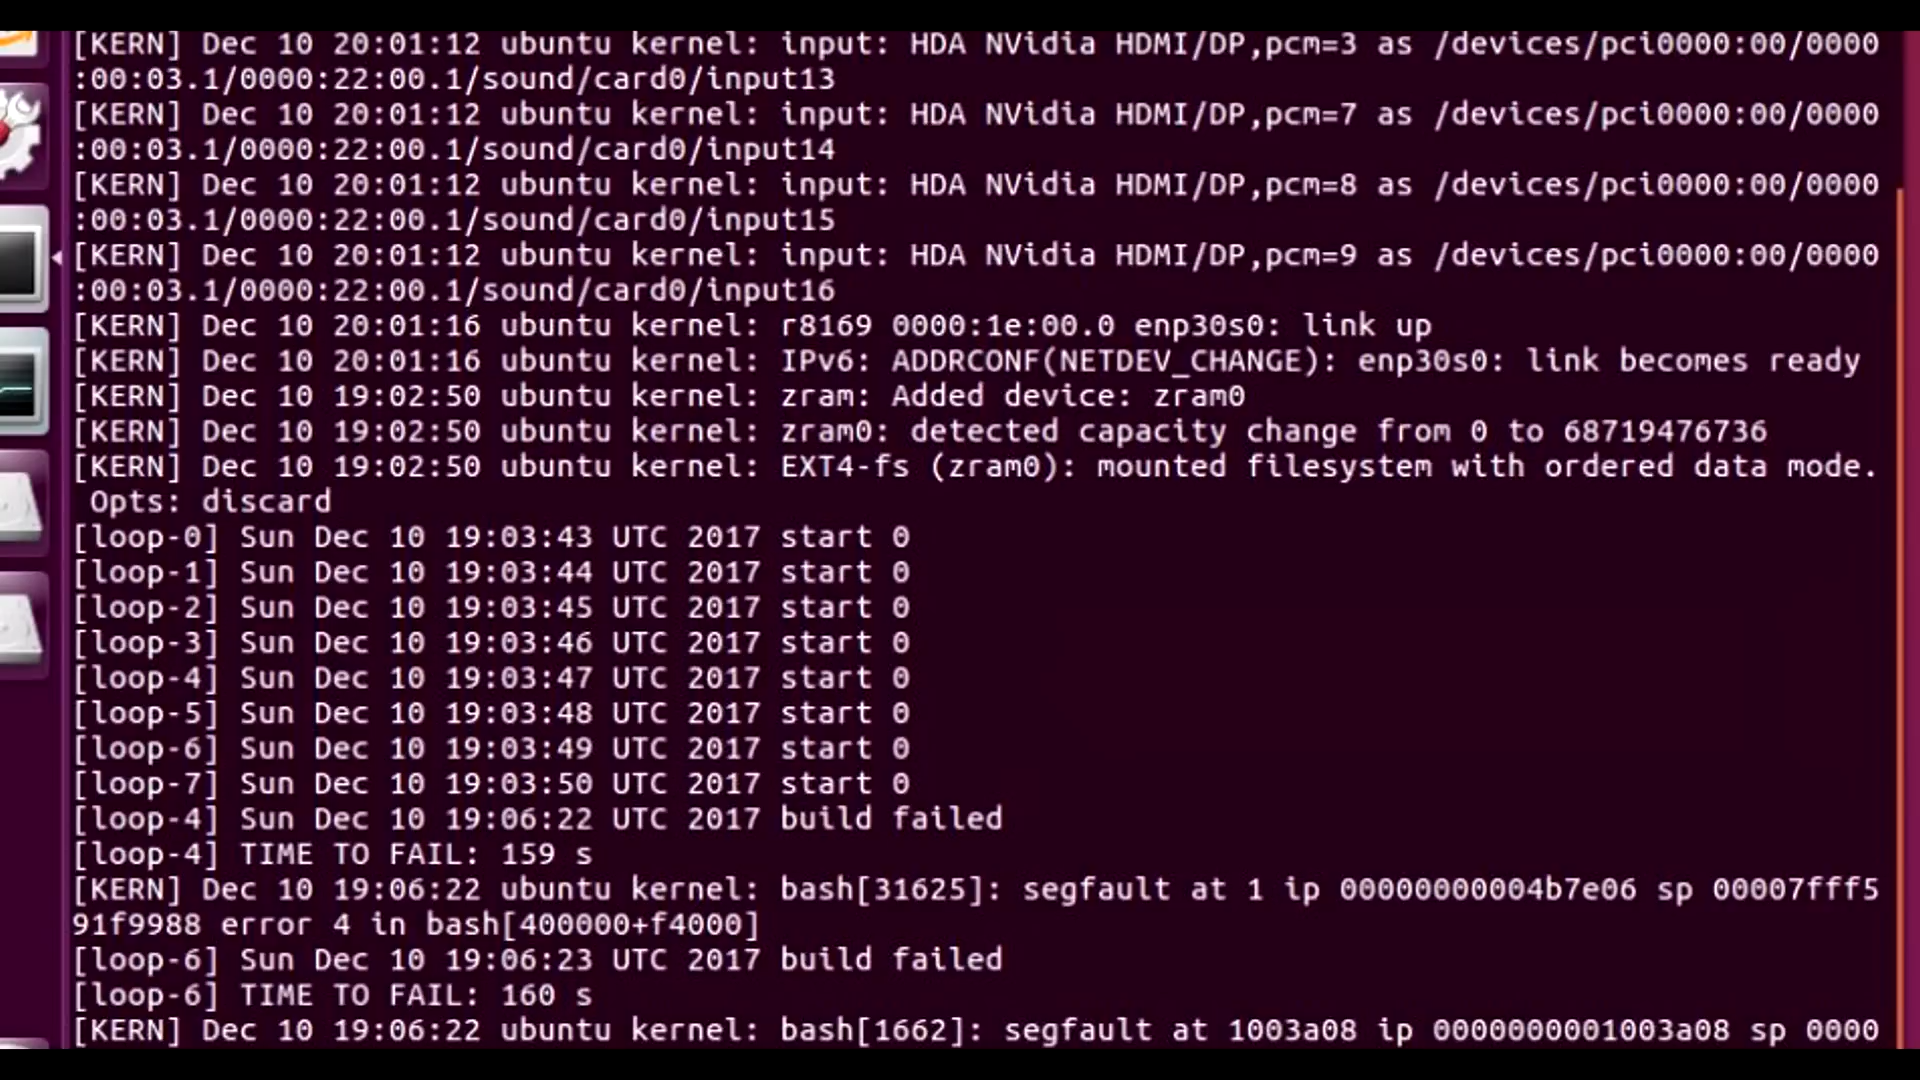 [KERN] Dec 10 20:01:12 ubuntu kernel: input: HDA NVidia HDMI/DP,pcm=3 as /devices/pci0000:00/0000
:00:03.1/0000:22:00.1/sound/card0/input13
[KERN] Dec 10 20:01:12 ubuntu kernel: input: HDA NVidia HDMI/DP,pcm=7 as /devices/pci0000:00/0000
:00:03.1/0000:22:00.1/sound/card0/input14
[KERN] Dec 10 20:01:12 ubuntu kernel: input: HDA NVidia HDMI/DP,pcm=8 as /devices/pci0000:00/0000
:00:03.1/0000:22:00.1/sound/card0/input15
[KERN] Dec 10 20:01:12 ubuntu kernel: input: HDA NVidia HDMI/DP,pcm=9 as /devices/pci0000:00/0000
:00:03.1/0000:22:00.1/sound/card0/input16
[KERN] Dec 10 20:01:16 ubuntu kernel: r8169 0000:1e:00.0 enp30s0: link up
[KERN] Dec 10 20:01:16 ubuntu kernel: IPv6: ADDRCONF(NETDEV_CHANGE): enp30s0: link becomes ready
[KERN] Dec 10 19:02:50 ubuntu kernel: zram: Added device: zram0
[KERN] Dec 10 19:02:50 ubuntu kernel: zram0: detected capacity change from 0 to 68719476736
[KERN] Dec 10 19:02:50 ubuntu kernel: EXT4-fs (zram0): mounted filesystem with ordered data mode.
 Opts: discard
[loop-0] Sun Dec 10 19:03:43 UTC 2017 start 0
[loop-1] Sun Dec 10 19:03:44 UTC 2017 start 0
[loop-2] Sun Dec 10 19:03:45 UTC 2017 start 0
[loop-3] Sun Dec 10 19:03:46 UTC 2017 start 0
[loop-4] Sun Dec 10 19:03:47 UTC 2017 start 0
[loop-5] Sun Dec 10 19:03:48 UTC 2017 start 0
[loop-6] Sun Dec 10 19:03:49 UTC 2017 start 0
[loop-7] Sun Dec 10 19:03:50 UTC 2017 start 0
[loop-4] Sun Dec 10 19:06:22 UTC 2017 build failed
[loop-4] TIME TO FAIL: 159 s
[KERN] Dec 10 19:06:22 ubuntu kernel: bash[31625]: segfault at 1 ip 00000000004b7e06 sp 00007fff5
91f9988 error 4 in bash[400000+f4000]
[loop-6] Sun Dec 10 19:06:23 UTC 2017 build failed
[loop-6] TIME TO FAIL: 160 s
[KERN] Dec 10 19:06:22 ubuntu kernel: bash[1662]: segfault at 1003a08 ip 0000000001003a08 sp 0000